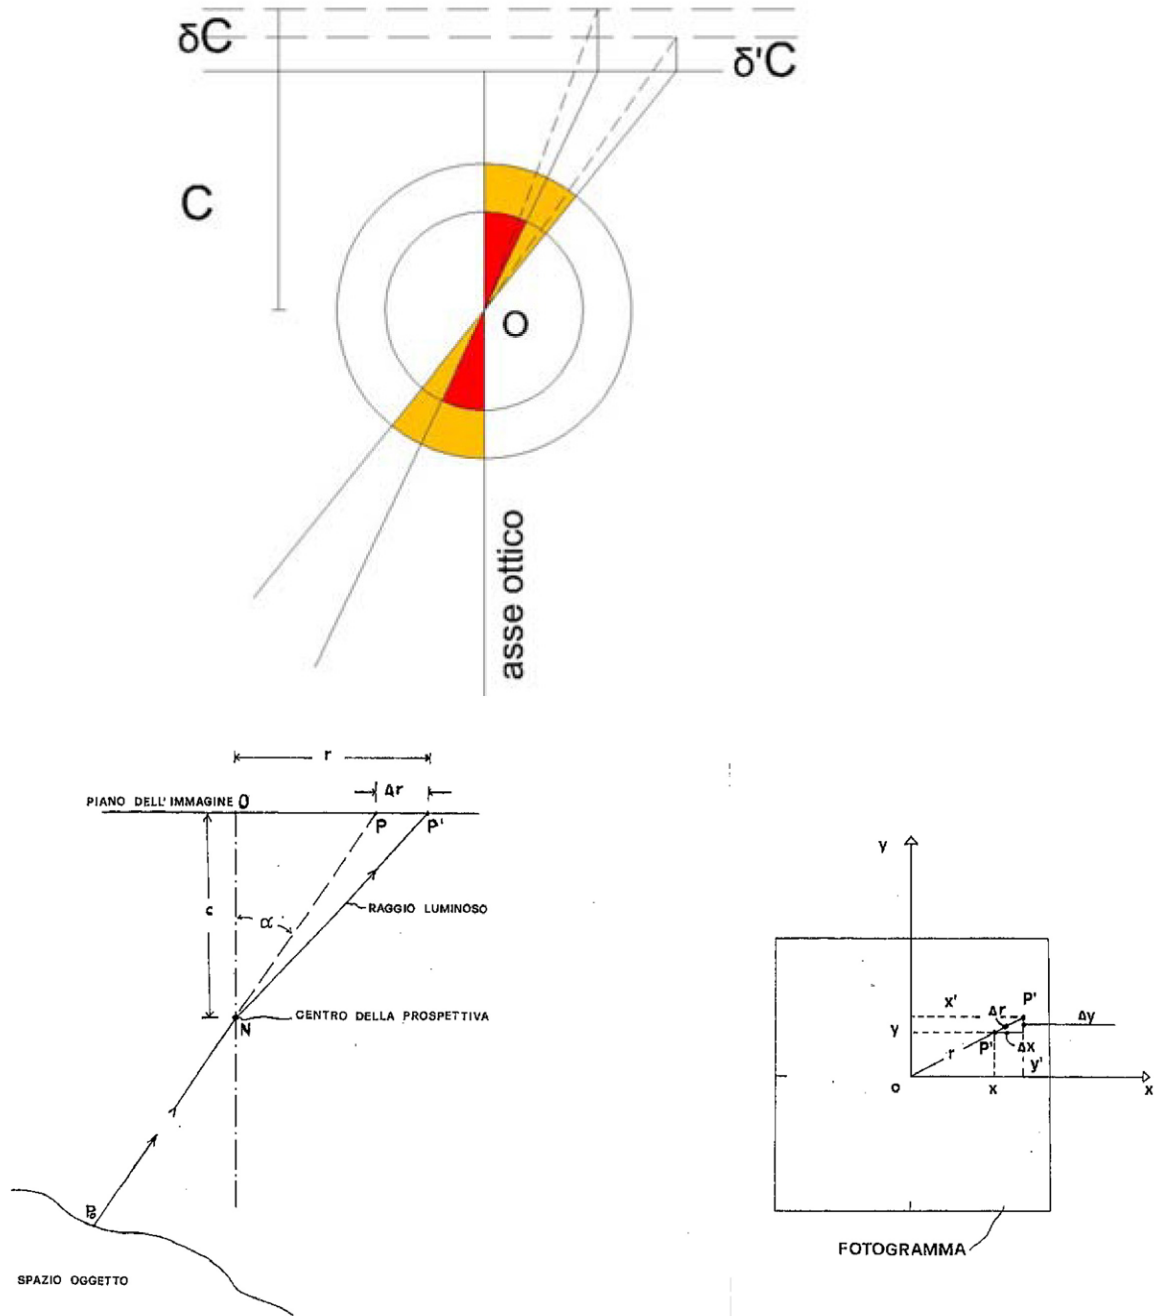 δC
δ'C
C
O
asse ottico
r
Δr
PIANO DELL'IMMAGINE O
P
P'
c
α
RAGGIO LUMINOSO
CENTRO DELLA PROSPETTIVA
N
P₀
SPAZIO OGGETTO
y
x'
Δr
P'
Δy
y
r
P'
Δx
y'
o
x
x
FOTOGRAMMA